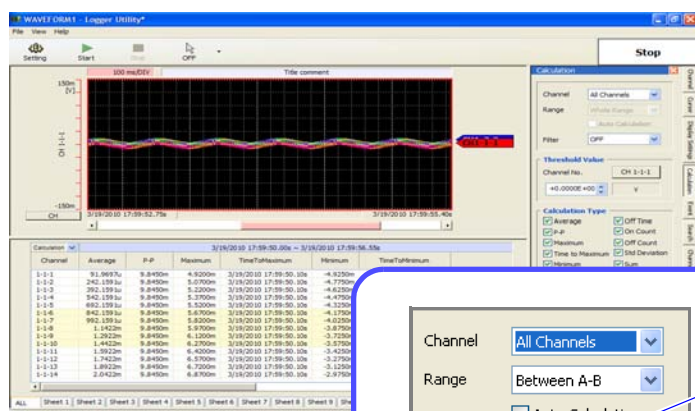 WAVEFORM1 - Logger Utility*
File View Help
Setting Start Stop OFF
Stop
100 ms/DIV Title comment
150m
[V]
CH 1-1-1
-150m
CH 3/19/2010 17:59:52.75s 3/19/2010 17:59:55.40s
CH1-1-1
Calculation
Channel All Channels
Range Whole Range
Auto Calculation
Filter OFF
Threshold Value
Channel No. CH 1-1-1
+0.0000E+00 V
Calculation Type
Average Off Time
P-P On Count
Maximum Off Count
Time to Maximum Std Deviation
Minimum Sum
Channel
Cursor
Display Settings
Calculation
Event
Search
Calculation 3/19/2010 17:59:50.00s ~ 3/19/2010 17:59:56.55s
Channel Average P-P Maximum TimeToMaximum Minimum TimeToMinimum
1-1-1 91.9697u 9.8450m 4.9200m 3/19/2010 17:59:50.10s -4.9250m
1-1-2 242.1591u 9.8450m 5.0700m 3/19/2010 17:59:50.10s -4.7750m
1-1-3 392.1591u 9.8450m 5.2200m 3/19/2010 17:59:50.10s -4.6250m
1-1-4 542.1591u 9.8450m 5.3700m 3/19/2010 17:59:50.10s -4.4750m
1-1-5 692.1591u 9.8450m 5.5200m 3/19/2010 17:59:50.10s -4.3250m
1-1-6 842.1591u 9.8450m 5.6700m 3/19/2010 17:59:50.10s -4.1750m
1-1-7 992.1591u 9.8450m 5.8200m 3/19/2010 17:59:50.10s -4.0250m
1-1-8 1.1422m 9.8450m 5.9700m 3/19/2010 17:59:50.10s -3.8750m
1-1-9 1.2922m 9.8450m 6.1200m 3/19/2010 17:59:50.10s -3.7250m
1-1-10 1.4422m 9.8450m 6.2700m 3/19/2010 17:59:50.10s -3.5750m
1-1-11 1.5922m 9.8450m 6.4200m 3/19/2010 17:59:50.10s -3.4250m
1-1-12 1.7422m 9.8450m 6.5700m 3/19/2010 17:59:50.10s -3.2750m
1-1-13 1.8922m 9.8450m 6.7200m 3/19/2010 17:59:50.10s -3.1250m
1-1-14 2.0422m 9.8450m 6.8700m 3/19/2010 17:59:50.10s -2.9750m
ALL Sheet 1 Sheet 2 Sheet 3 Sheet 4 Sheet 5 Sheet 6 Sheet 7 Sheet 8 Sheet 9
Channel All Channels
Range Between A-B